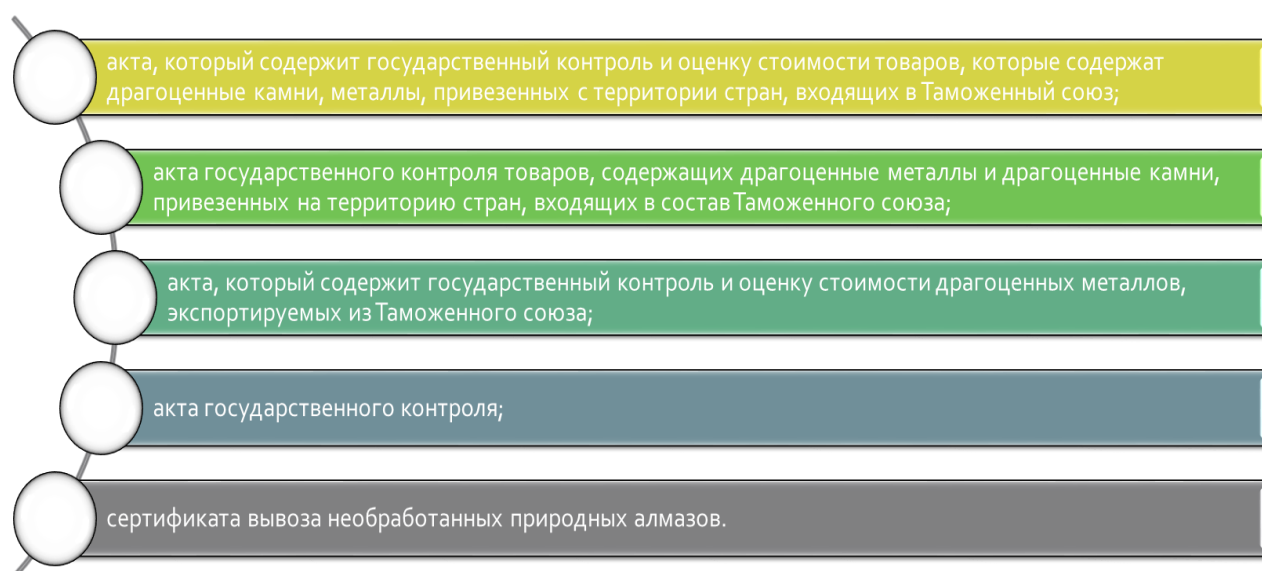 акта, который содержит государственный контроль и оценку стоимости товаров, которые содержат
драгоценные камни, металлы, привезенных с территории стран, входящих в Таможенный союз;
акта государственного контроля товаров, содержащих драгоценные металлы и драгоценные камни,
привезенных на территорию стран, входящих в состав Таможенного союза;
акта, который содержит государственный контроль и оценку стоимости драгоценных металлов,
экспортируемых из Таможенного союза;
акта государственного контроля;
сертификата вывоза необработанных природных алмазов.